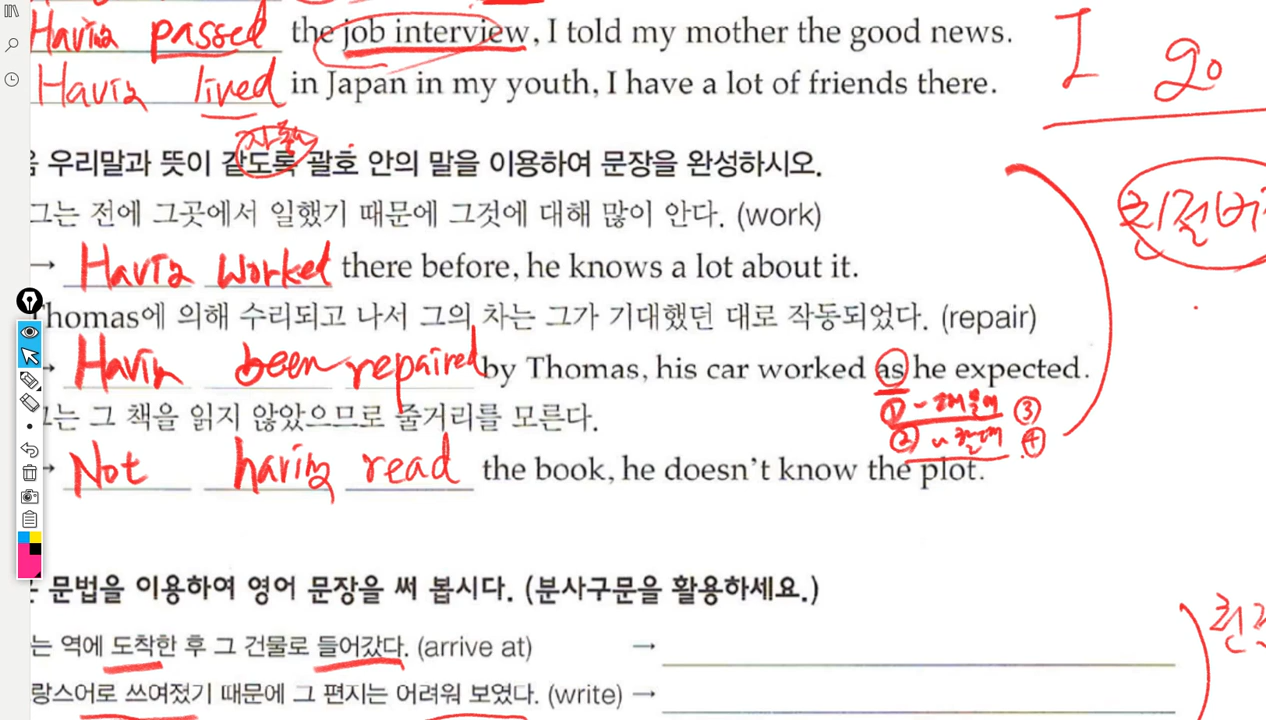 Having passed the job interview, I told my mother the good news.
I go
Having lived in Japan in my youth, I have a lot of friends there.
우리말과 뜻이 같도록 괄호 안의 말을 이용하여 문장을 완성하시오.
그는 전에 그곳에서 일했기 때문에 그것에 대해 많이 안다. (work)
→ Having worked there before, he knows a lot about it.
Thomas에 의해 수리되고 나서 그의 차는 그가 기대했던 대로 작동되었다. (repair)
→ Having been repaired by Thomas, his car worked as he expected.
① ~때문에 ③
그는 그 책을 읽지 않았으므로 줄거리를 모른다.
② ~할때 ④
→ Not having read the book, he doesn't know the plot.
문법을 이용하여 영어 문장을 써 봅시다. (분사구문을 활용하세요.)
는 역에 도착한 후 그 건물로 들어갔다. (arrive at) →
랑스어로 쓰여졌기 때문에 그 편지는 어려워 보였다. (write) →